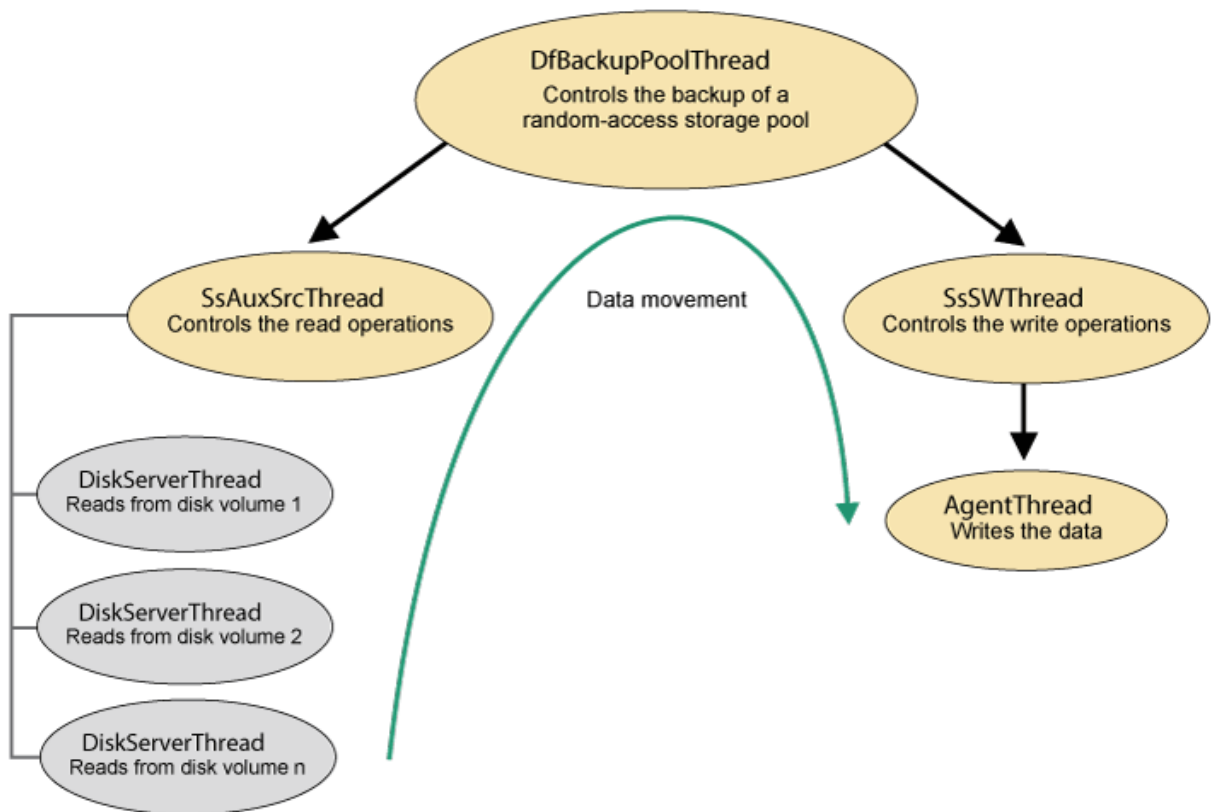 DfBackupPoolThread
Controls the backup of a
random-access storage pool
SsAuxSrcThread
Controls the read operations
Data movement
SsSWThread
Controls the write operations
DiskServerThread
Reads from disk volume 1
AgentThread
Writes the data
DiskServerThread
Reads from disk volume 2
DiskServerThread
Reads from disk volume n